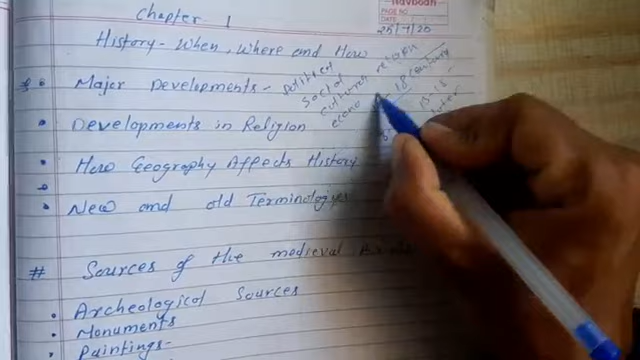 Navbodh
PAGE NO
DATE
25/7/20
Chapter 1
History - When, Where and How
Major Developments - political
social
cultural religion
econo
18 century
Developments in Religion
How Geography Affects History
New and old Terminologies
# Sources of the medieval
Archeological Sources
Monuments
Paintings -